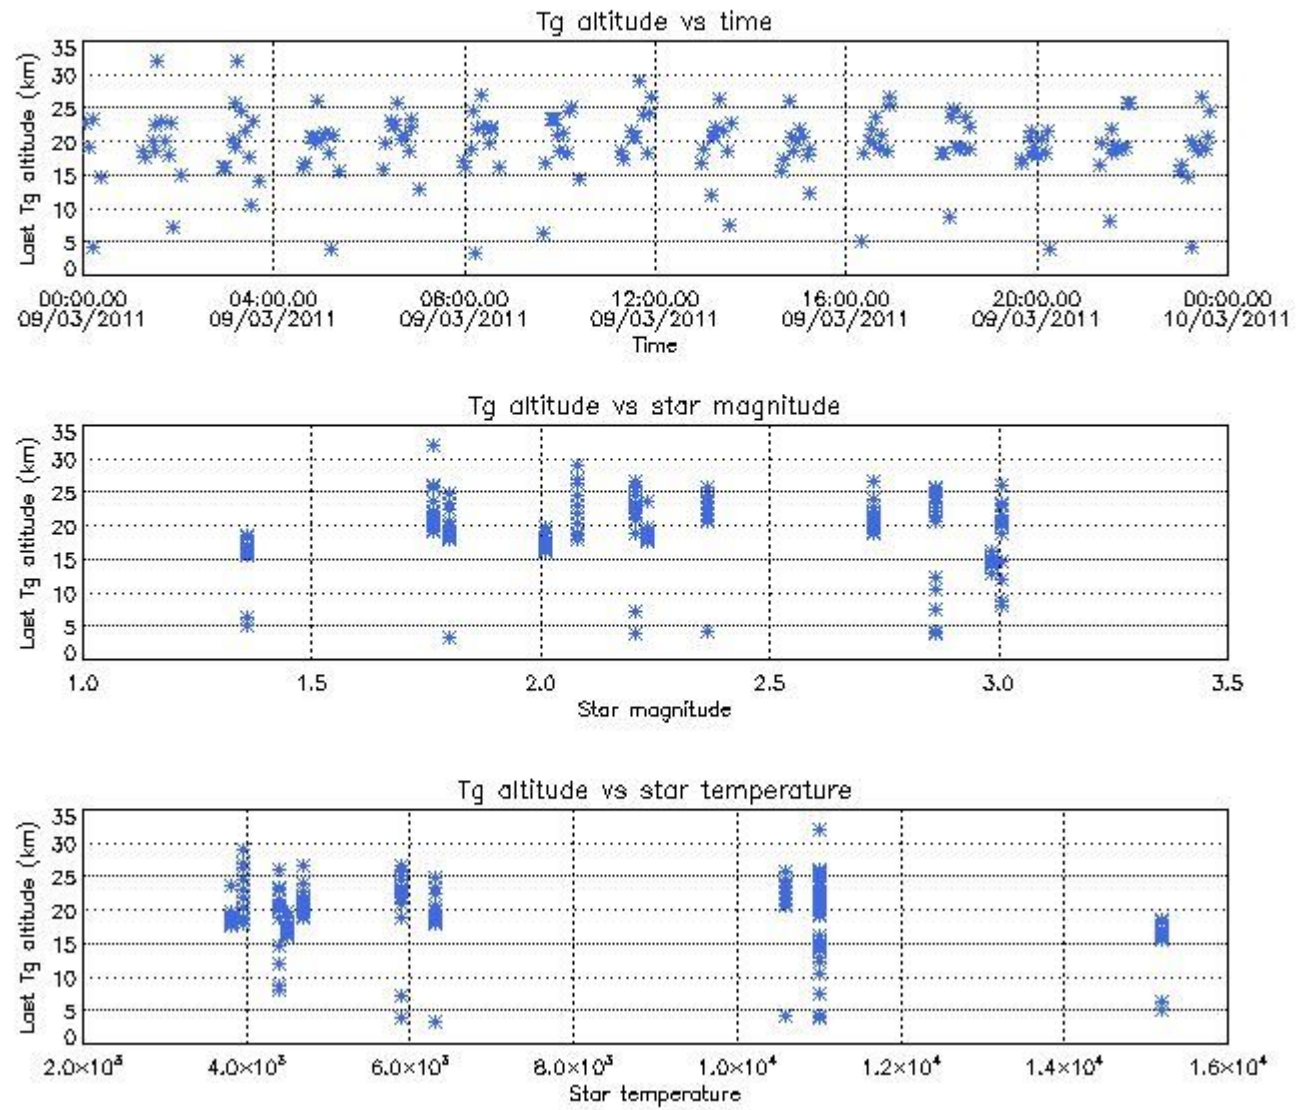 Tg altitude vs time
Last Tg altitude (km)
35
30
25
20
15
10
5
0
00:00.00 04:00.00 08:00.00 12:00.00 16:00.00 20:00.00 00:00.00
09/03/2011 09/03/2011 09/03/2011 09/03/2011 09/03/2011 09/03/2011 10/03/2011
Time
Tg altitude vs star magnitude
Last Tg altitude (km)
35
30
25
20
15
10
5
0
1.0 1.5 2.0 2.5 3.0 3.5
Star magnitude
Tg altitude vs star temperature
Last Tg altitude (km)
35
30
25
20
15
10
5
0
2.0×10³ 4.0×10³ 6.0×10³ 8.0×10³ 1.0×10⁴ 1.2×10⁴ 1.4×10⁴ 1.6×10⁴
Star temperature